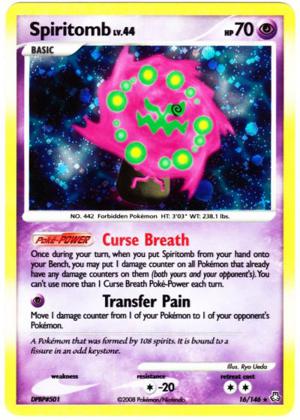 Spiritomb LV.44 HP 70
BASIC
NO. 442 Forbidden Pokémon HT: 3'03" WT: 238.1 lbs.
Poké-POWER Curse Breath
Once during your turn, when you put Spiritomb from your hand onto
your Bench, you may put 1 damage counter on all Pokémon that already
have any damage counters on them (both yours and your opponent's). You
can't use more than 1 Curse Breath Poké-Power each turn.
Transfer Pain
Move 1 damage counter from 1 of your Pokémon to 1 of your opponent's
Pokémon.
A Pokémon that was formed by 108 spirits. It is bound to a
fissure in an odd keystone.
Illus. Ryo Ueda
weakness resistance retreat cost
-20
DPBP#501 ©2008 Pokémon / Nintendo 16/146